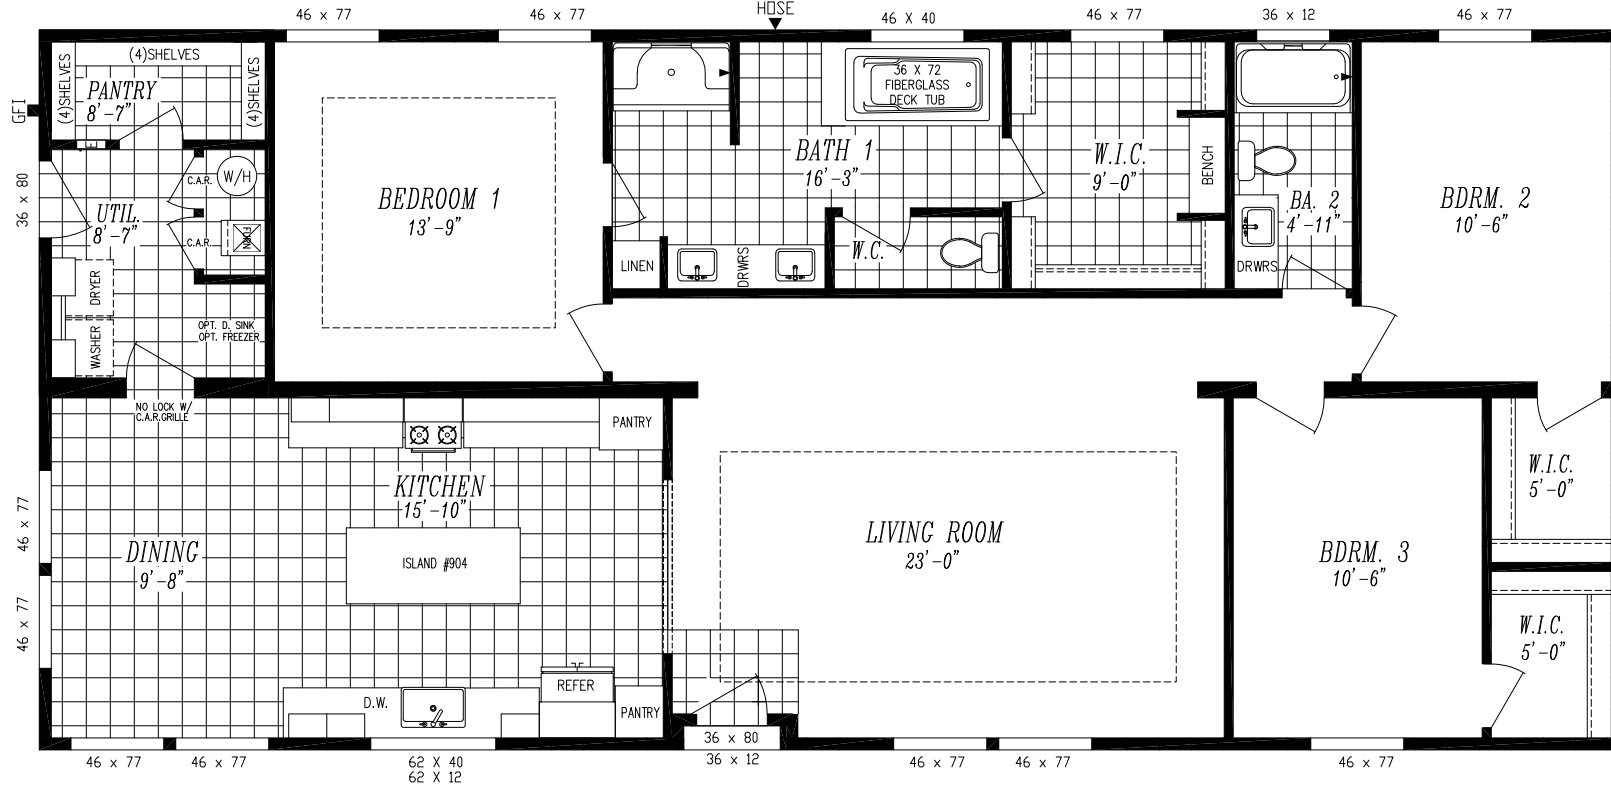 46 x 77
46 x 77
HOSE
46 X 40
46 x 77
36 x 12
46 x 77
(4)SHELVES
(4)SHELVES
(4)SHELVES
PANTRY
8'-7"
GFI
E
36 X 72
FIBERGLASS
DECK TUB
BATH 1
16'-3"
W.I.C.
9'-0"
BENCH
36 x 80
C.A.R.
W/H
BEDROOM 1
13'-9"
BA. 2
4'-11"
BDRM. 2
10'-6"
UTIL.
8'-7"
C.A.R.
FURN
W.C.
LINEN
DRWRS
DRWRS
DRYER
WASHER
OPT. D. SINK
OPT. FREEZER
NO LOCK W/
C.A.R.GRILLE
PANTRY
KITCHEN
15'-10"
W.I.C.
5'-0"
46 x 77
LIVING ROOM
23'-0"
DINING
9'-8"
ISLAND #904
BDRM. 3
10'-6"
46 x 77
W.I.C.
5'-0"
REFER
D.W.
PANTRY
36 x 80
36 x 12
46 x 77
46 x 77
62 X 40
62 X 12
46 x 77
46 x 77
46 x 77